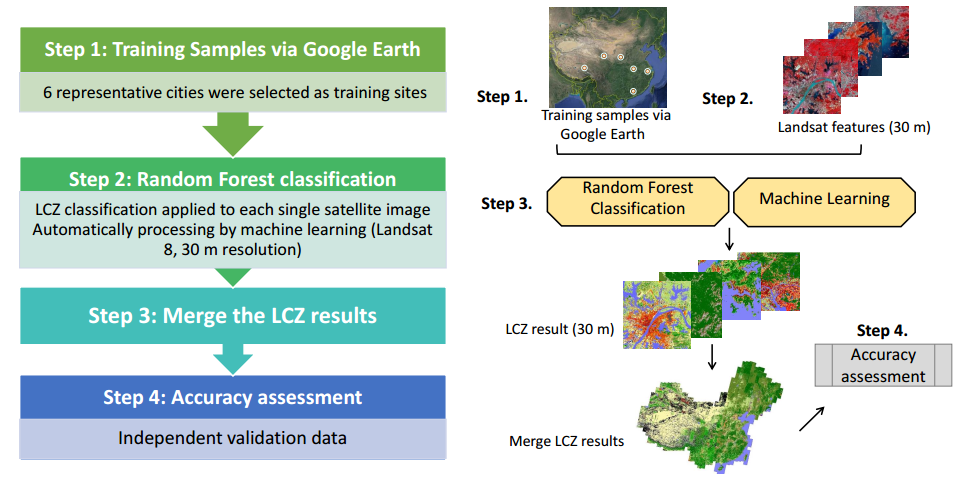 Step 1: Training Samples via Google Earth
6 representative cities were selected as training sites
Step 2: Random Forest classification
LCZ classification applied to each single satellite image
Automatically processing by machine learning (Landsat
8, 30 m resolution)
Step 3: Merge the LCZ results
Step 4: Accuracy assessment
Independent validation data
Step 1.
Training samples via
Google Earth
Step 2.
Landsat features (30 m)
Step 3.
Random Forest
Classification
Machine Learning
LCZ result (30 m)
Step 4.
Accuracy
assessment
Merge LCZ results